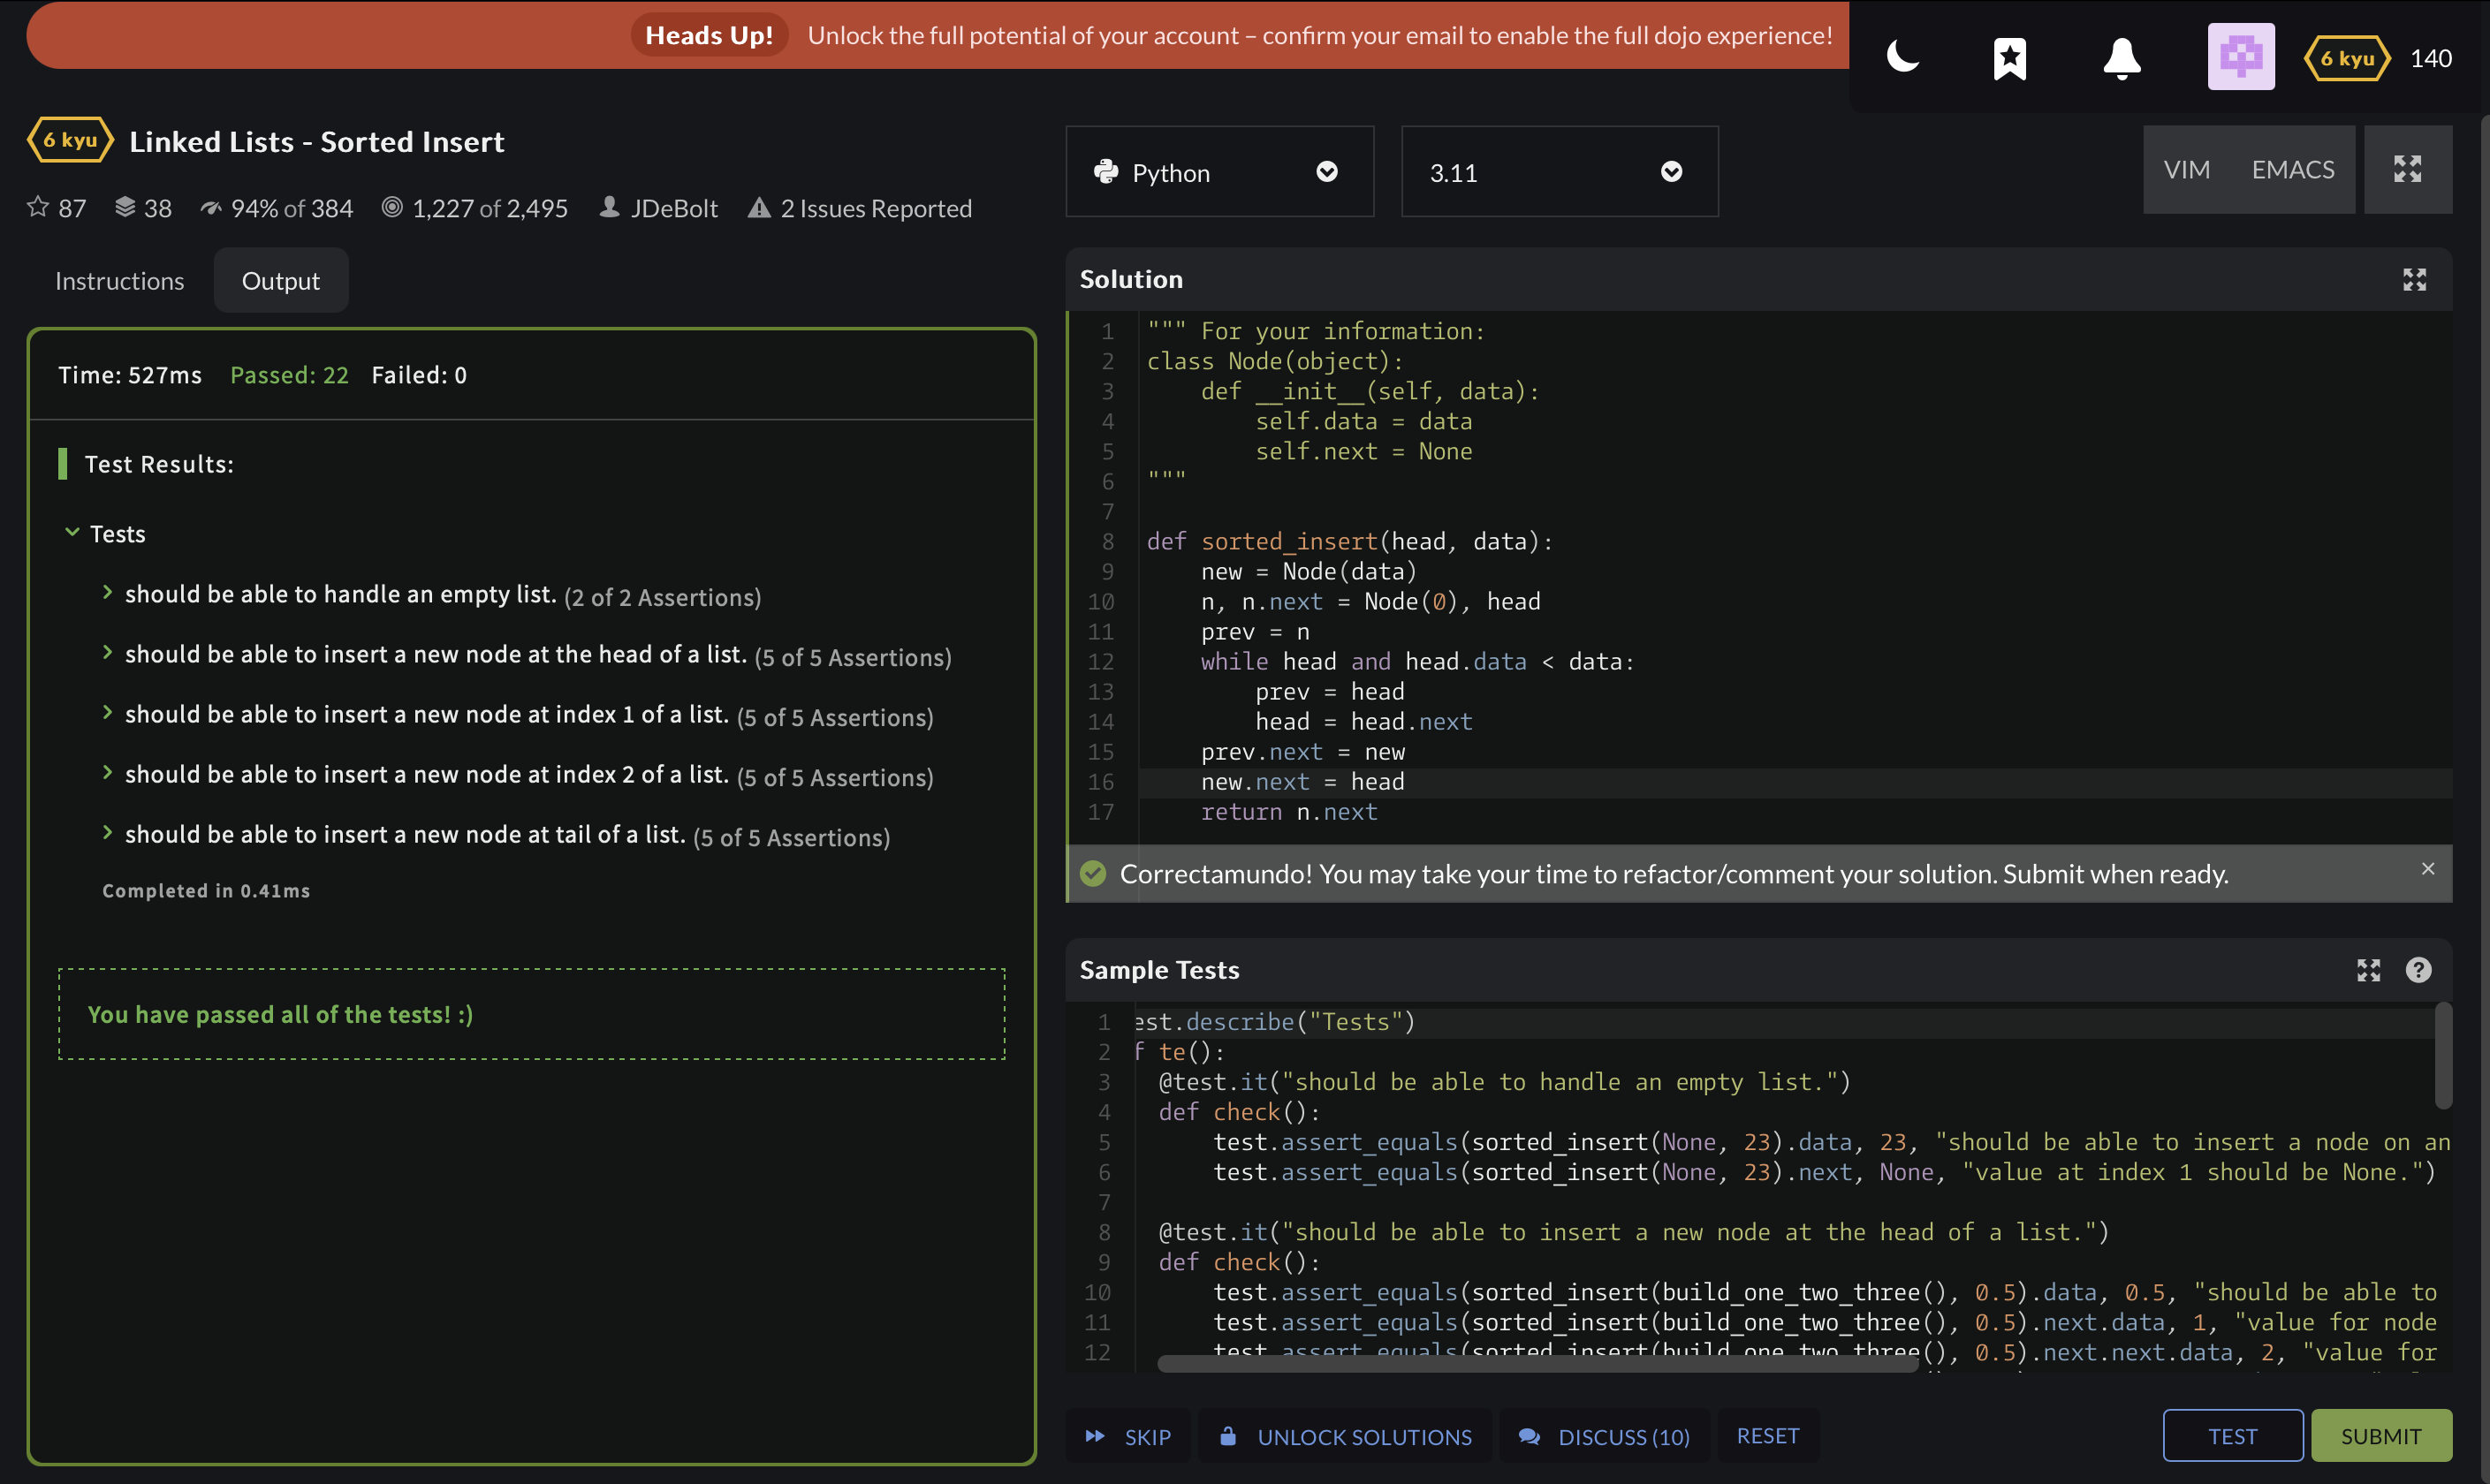 Heads Up! Unlock the full potential of your account – confirm your email to enable the full dojo experience!
6 kyu 140
6 kyu Linked Lists - Sorted Insert
87 38 94% of 384 1,227 of 2,495 JDeBolt 2 Issues Reported
Python 3.11 VIM EMACS
Instructions Output
Time: 527ms Passed: 22 Failed: 0
Test Results:
Tests
should be able to handle an empty list. (2 of 2 Assertions)
should be able to insert a new node at the head of a list. (5 of 5 Assertions)
should be able to insert a new node at index 1 of a list. (5 of 5 Assertions)
should be able to insert a new node at index 2 of a list. (5 of 5 Assertions)
should be able to insert a new node at tail of a list. (5 of 5 Assertions)
Completed in 0.41ms
You have passed all of the tests! :)
Solution
1 """ For your information:
2 class Node(object):
3     def __init__(self, data):
4         self.data = data
5         self.next = None
6 """
7
8 def sorted_insert(head, data):
9     new = Node(data)
10     n, n.next = Node(0), head
11     prev = n
12     while head and head.data < data:
13         prev = head
14         head = head.next
15     prev.next = new
16     new.next = head
17     return n.next
Correctamundo! You may take your time to refactor/comment your solution. Submit when ready.
Sample Tests
1 est.describe("Tests")
2 f te():
3   @test.it("should be able to handle an empty list.")
4   def check():
5       test.assert_equals(sorted_insert(None, 23).data, 23, "should be able to insert a node on an
6       test.assert_equals(sorted_insert(None, 23).next, None, "value at index 1 should be None.")
7
8   @test.it("should be able to insert a new node at the head of a list.")
9   def check():
10       test.assert_equals(sorted_insert(build_one_two_three(), 0.5).data, 0.5, "should be able to
11       test.assert_equals(sorted_insert(build_one_two_three(), 0.5).next.data, 1, "value for node
12       test.assert_equals(sorted_insert(build_one_two_three(), 0.5).next.next.data, 2, "value for
SKIP UNLOCK SOLUTIONS DISCUSS (10) RESET TEST SUBMIT